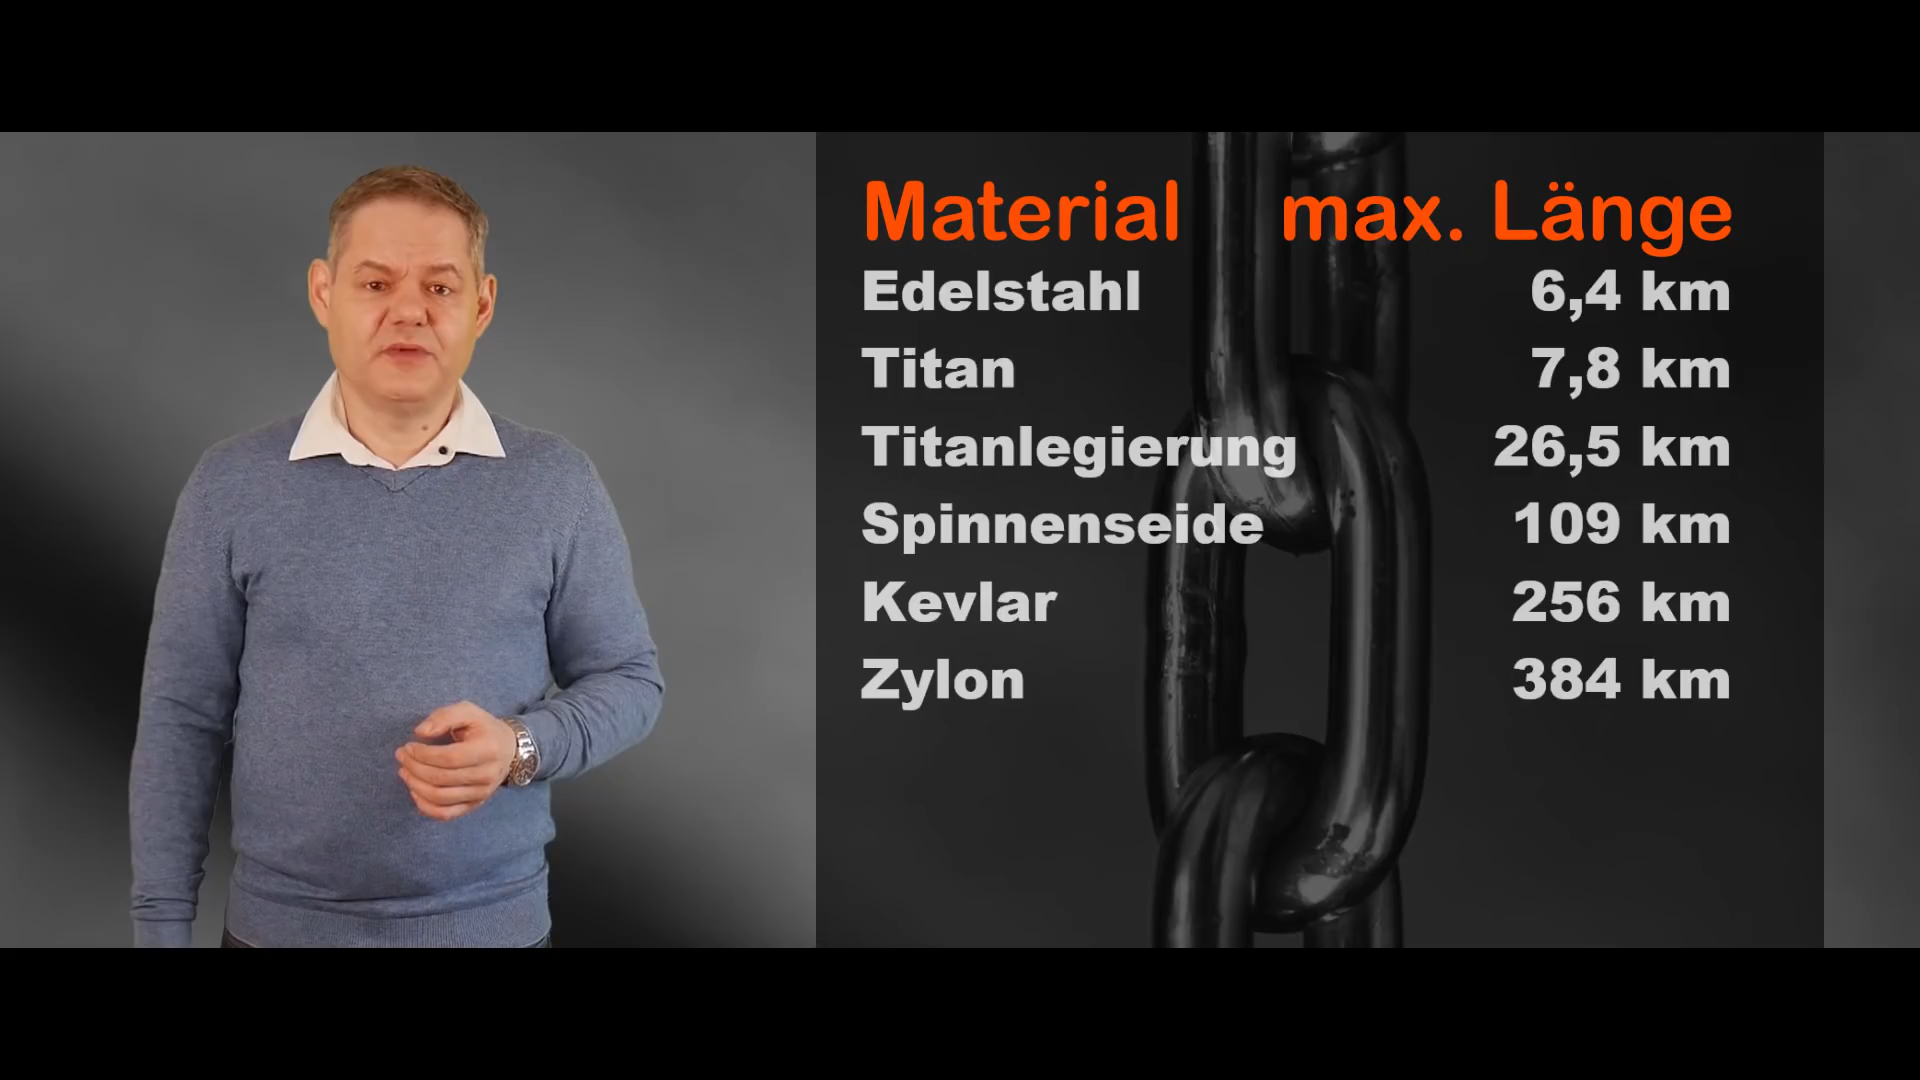 Material max. Länge
Edelstahl 6,4 km
Titan 7,8 km
Titanlegierung 26,5 km
Spinnenseide 109 km
Kevlar 256 km
Zylon 384 km